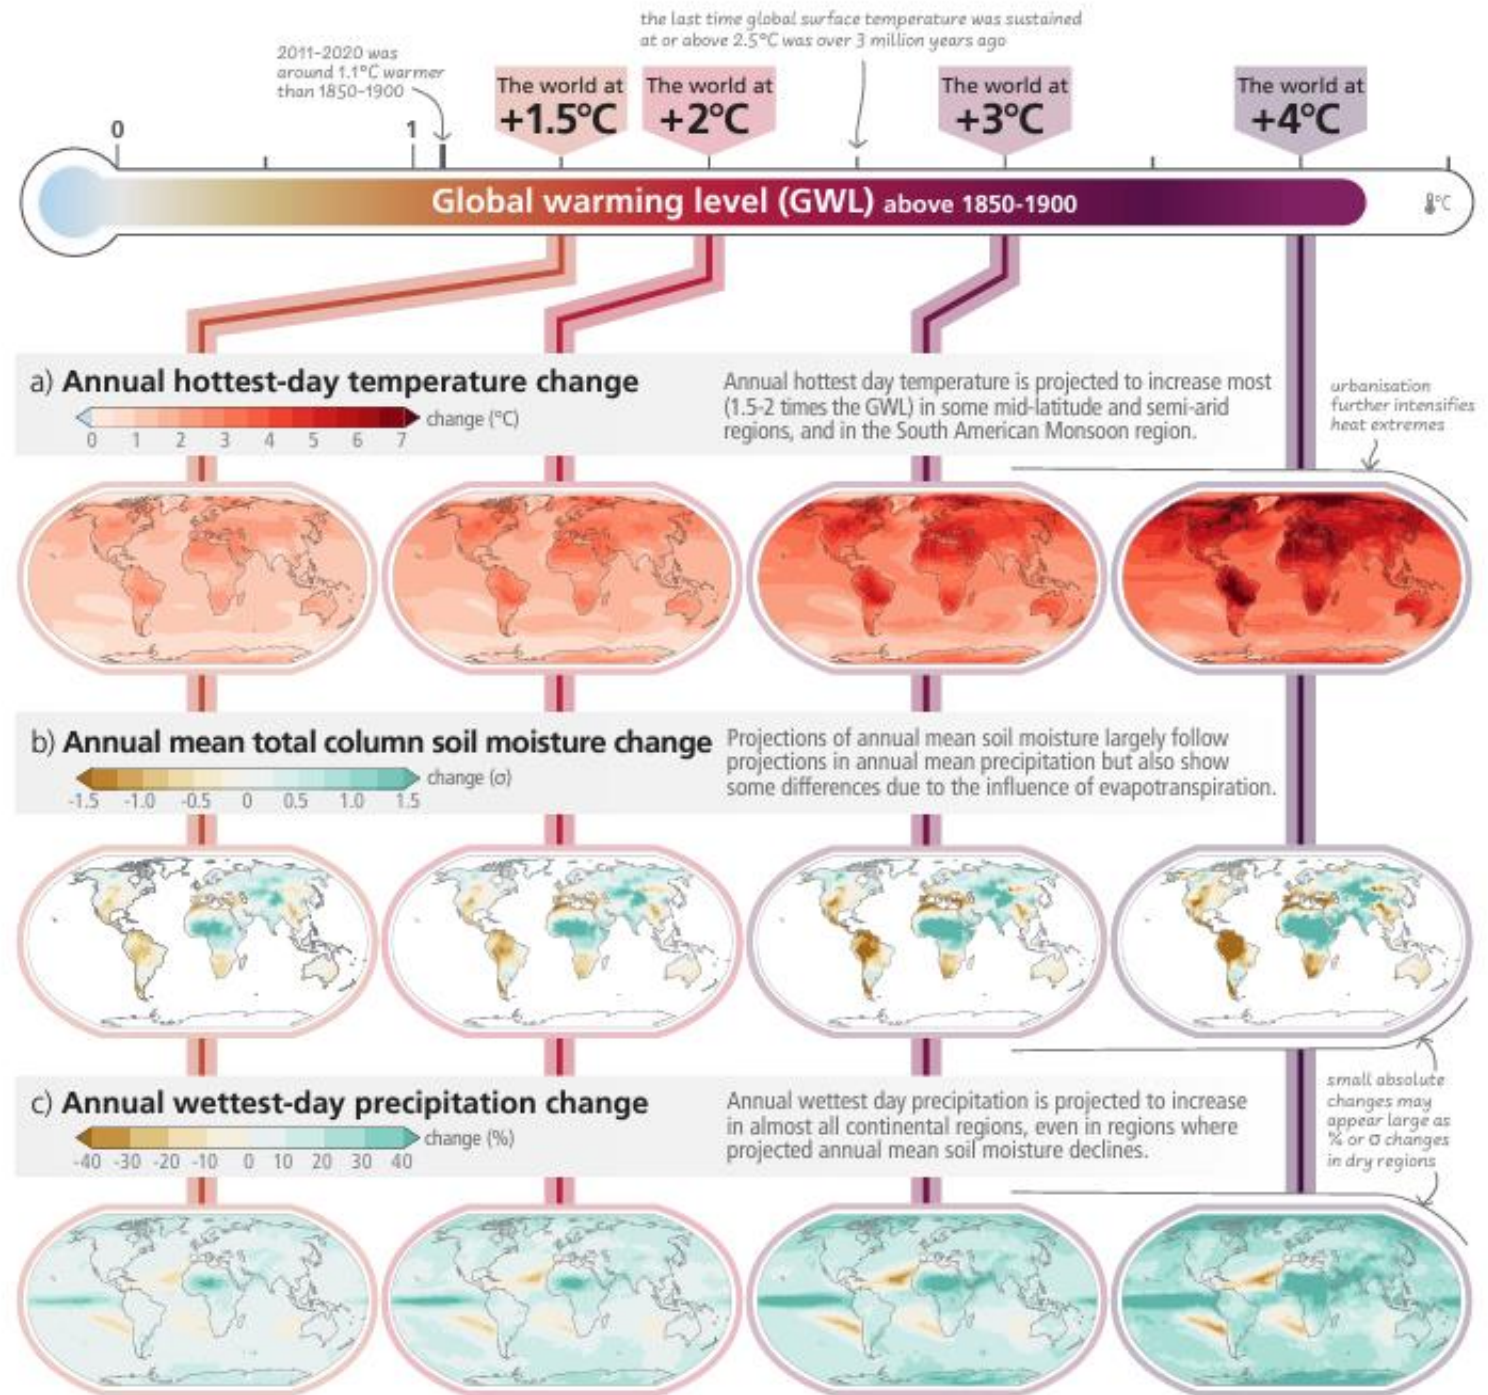 the last time global surface temperature was sustained
at or above 2.5°C was over 3 million years ago
2011-2020 was
around 1.1°C warmer
than 1850-1900
The world at
+1.5°C
The world at
+2°C
The world at
+3°C
The world at
+4°C
0
1
Global warming level (GWL) above 1850-1900
°C
a) Annual hottest-day temperature change
change (°C)
0 1 2 3 4 5 6 7
Annual hottest day temperature is projected to increase most
(1.5-2 times the GWL) in some mid-latitude and semi-arid
regions, and in the South American Monsoon region.
urbanisation
further intensifies
heat extremes
b) Annual mean total column soil moisture change
change (σ)
-1.5 -1.0 -0.5 0 0.5 1.0 1.5
Projections of annual mean soil moisture largely follow
projections in annual mean precipitation but also show
some differences due to the influence of evapotranspiration.
c) Annual wettest-day precipitation change
change (%)
-40 -30 -20 -10 0 10 20 30 40
Annual wettest day precipitation is projected to increase
in almost all continental regions, even in regions where
projected annual mean soil moisture declines.
small absolute
changes may
appear large as
% or σ changes
in dry regions